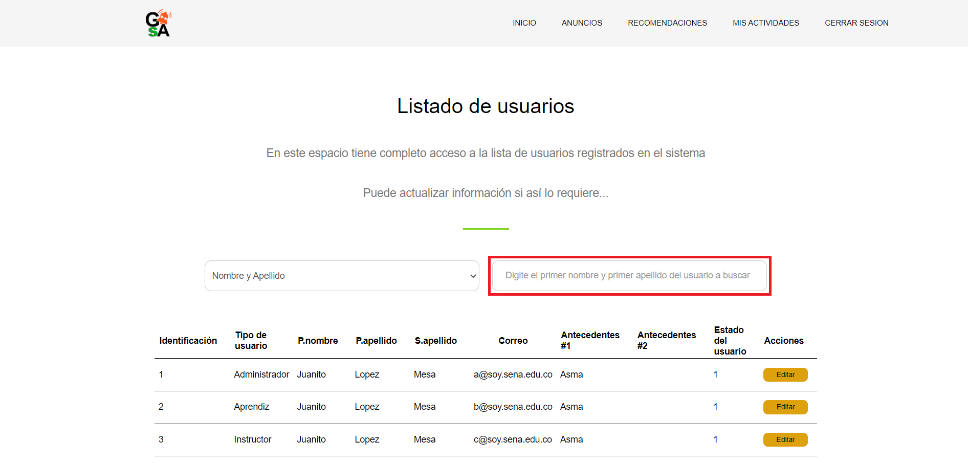 G
SA
INICIO ANUNCIOS RECOMENDACIONES MIS ACTIVIDADES CERRAR SESION
Listado de usuarios
En este espacio tiene completo acceso a la lista de usuarios registrados en el sistema
Puede actualizar información si así lo requiere...
Nombre y Apellido Digite el primer nombre y primer apellido del usuario a buscar
Identificación Tipo de usuario P.nombre P.apellido S.apellido Correo Antecedentes #1 Antecedentes #2 Estado del usuario Acciones
1 Administrador Juanito Lopez Mesa a@soy.sena.edu.co Asma 1 Editar
2 Aprendiz Juanito Lopez Mesa b@soy.sena.edu.co Asma 1 Editar
3 Instructor Juanito Lopez Mesa c@soy.sena.edu.co Asma 1 Editar